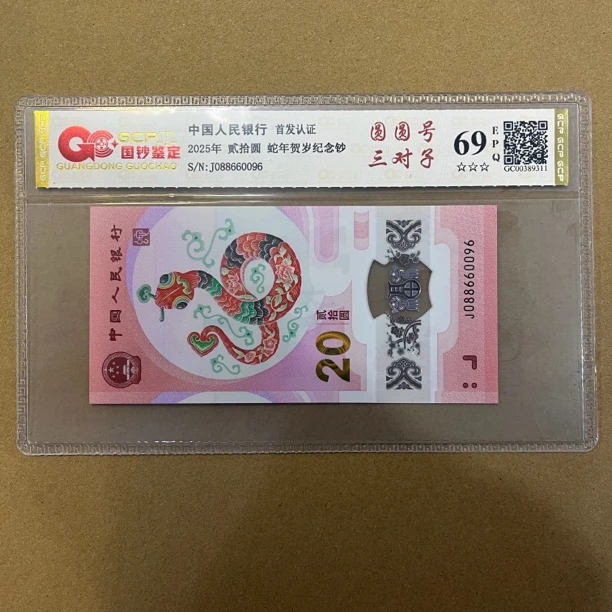 GCP
国钞鉴定
GUANGDONG GUOCHAO
中国人民银行 首发认证
2025年 贰拾圆 蛇年贺岁纪念钞
S/N:J088660096
圆圆号
三对子
69
EPQ
☆☆☆
GC00389311
中国人民银行
贰拾圆
20
J088660096